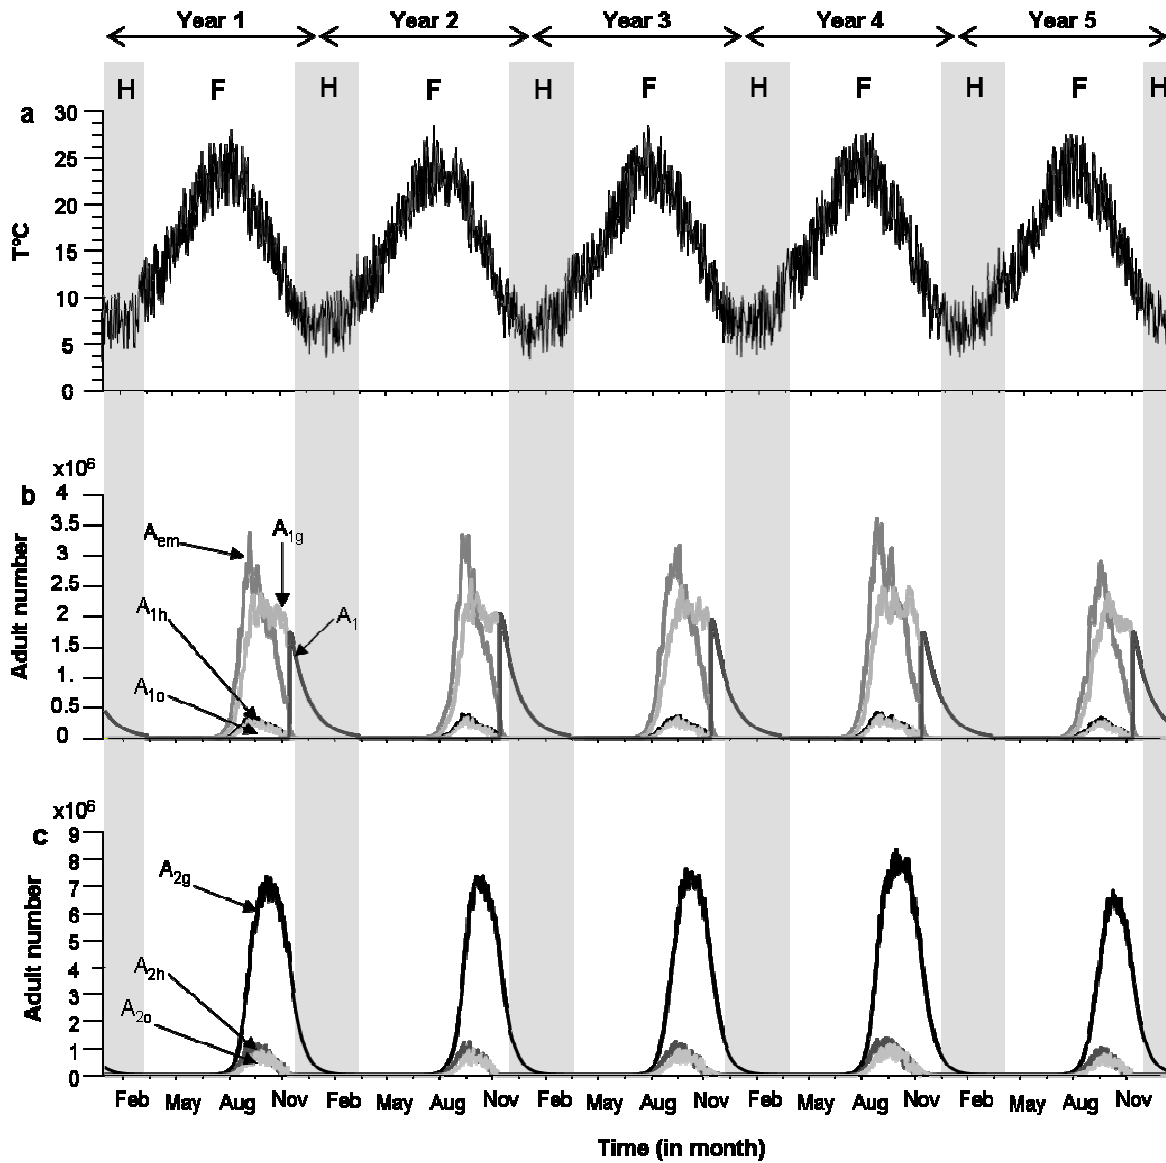 Year 1 Year 2 Year 3 Year 4 Year 5
H F H F H F H F H F H
a
30
25
20
15
10
5
0
T°C
b
x10⁶
4
3.5
3
2.5
2
1.5
1.
0.5
0
Adult number
Aem
A1g
A1h
A1
A1o
c
x10⁶
9
8
7
6
5
4
3
2
1
0
Adult number
A2g
A2h
A2o
Feb May Aug Nov Feb May Aug Nov Feb May Aug Nov Feb May Aug Nov Feb May Aug Nov
Time (in month)